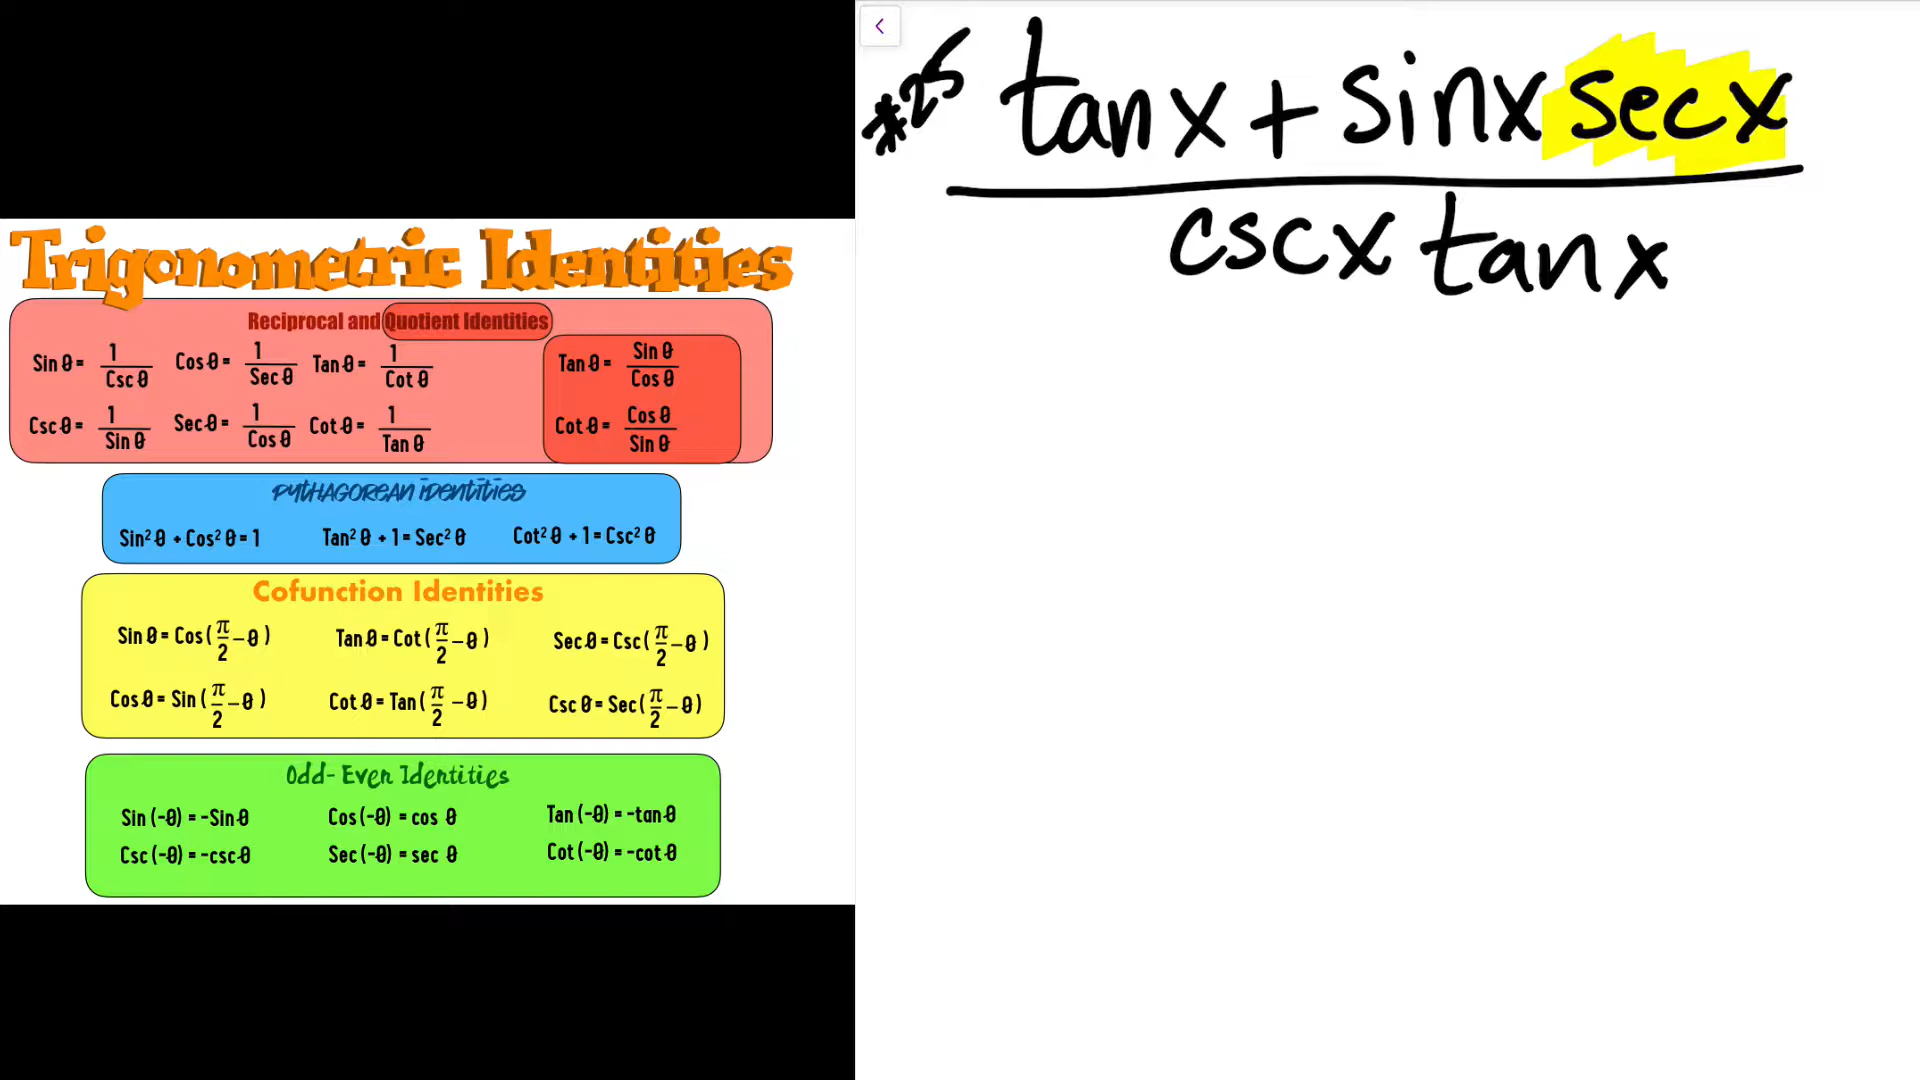 Trigonometric Identities
Reciprocal and Quotient Identities
Sin θ = 1/Csc θ Cos θ = 1/Sec θ Tan θ = 1/Cot θ Tan θ = Sin θ/Cos θ
Csc θ = 1/Sin θ Sec θ = 1/Cos θ Cot θ = 1/Tan θ Cot θ = Cos θ/Sin θ
Pythagorean identities
Sin² θ + Cos² θ = 1 Tan² θ + 1 = Sec² θ Cot² θ + 1 = Csc² θ
Cofunction Identities
Sin θ = Cos(π/2 – θ) Tan θ = Cot(π/2 – θ) Sec θ = Csc(π/2 – θ)
Cos θ = Sin(π/2 – θ) Cot θ = Tan(π/2 – θ) Csc θ = Sec(π/2 – θ)
Odd-Even Identities
Sin (-θ) = -Sin θ Cos (-θ) = cos θ Tan (-θ) = -tan θ
Csc (-θ) = -csc θ Sec (-θ) = sec θ Cot (-θ) = -cot θ
#25 tan x + sin x sec x
csc x tan x